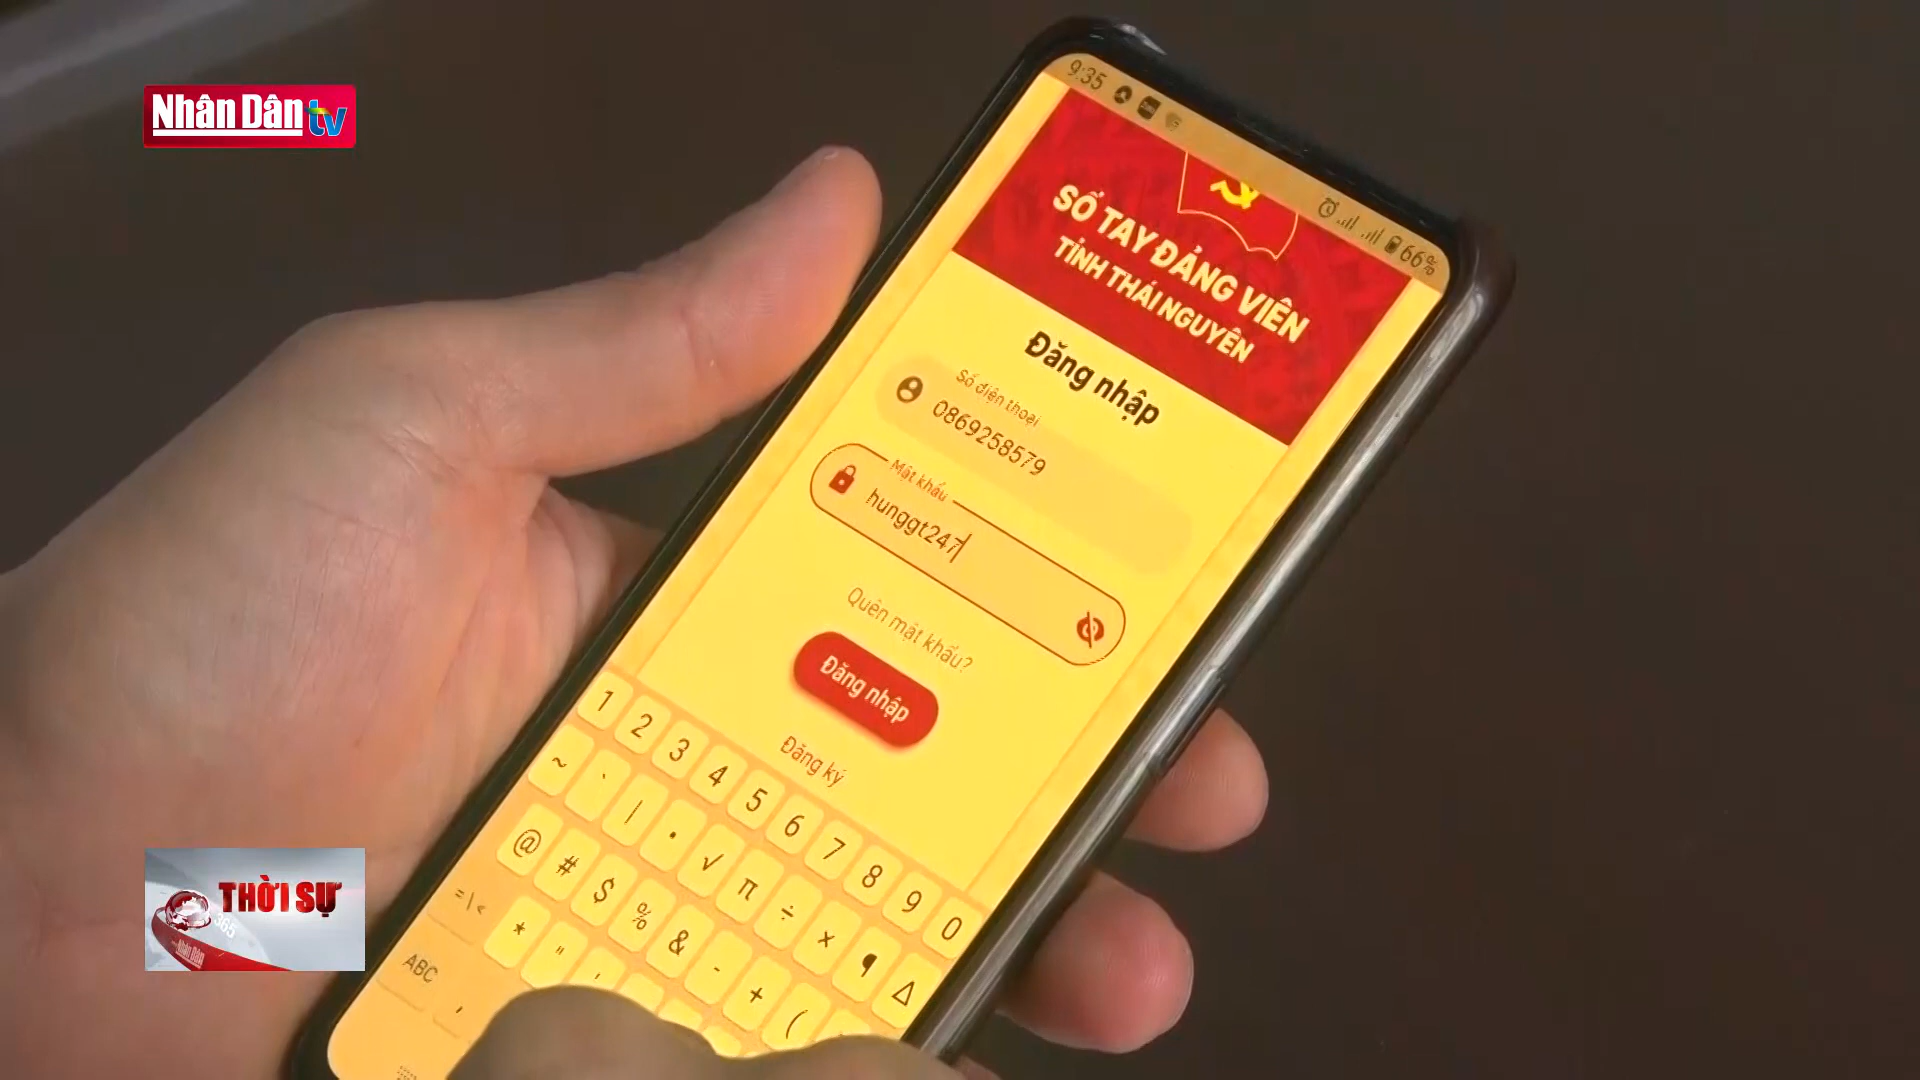 Nhân Dân tv
9:35
66%
SỔ TAY ĐẢNG VIÊN
TỈNH THÁI NGUYÊN
Đăng nhập
Số điện thoại
0869258579
Mật khẩu
hunggt247
Quên mật khẩu?
Đăng nhập
Đăng ký
1 2 3 4 5 6 7 8 9 0
~ ` | • √ π ÷ × ¶ Δ
@ # $ % & - + (
=\< * " '
ABC ,
THỜI SỰ
365
Nhân Dân